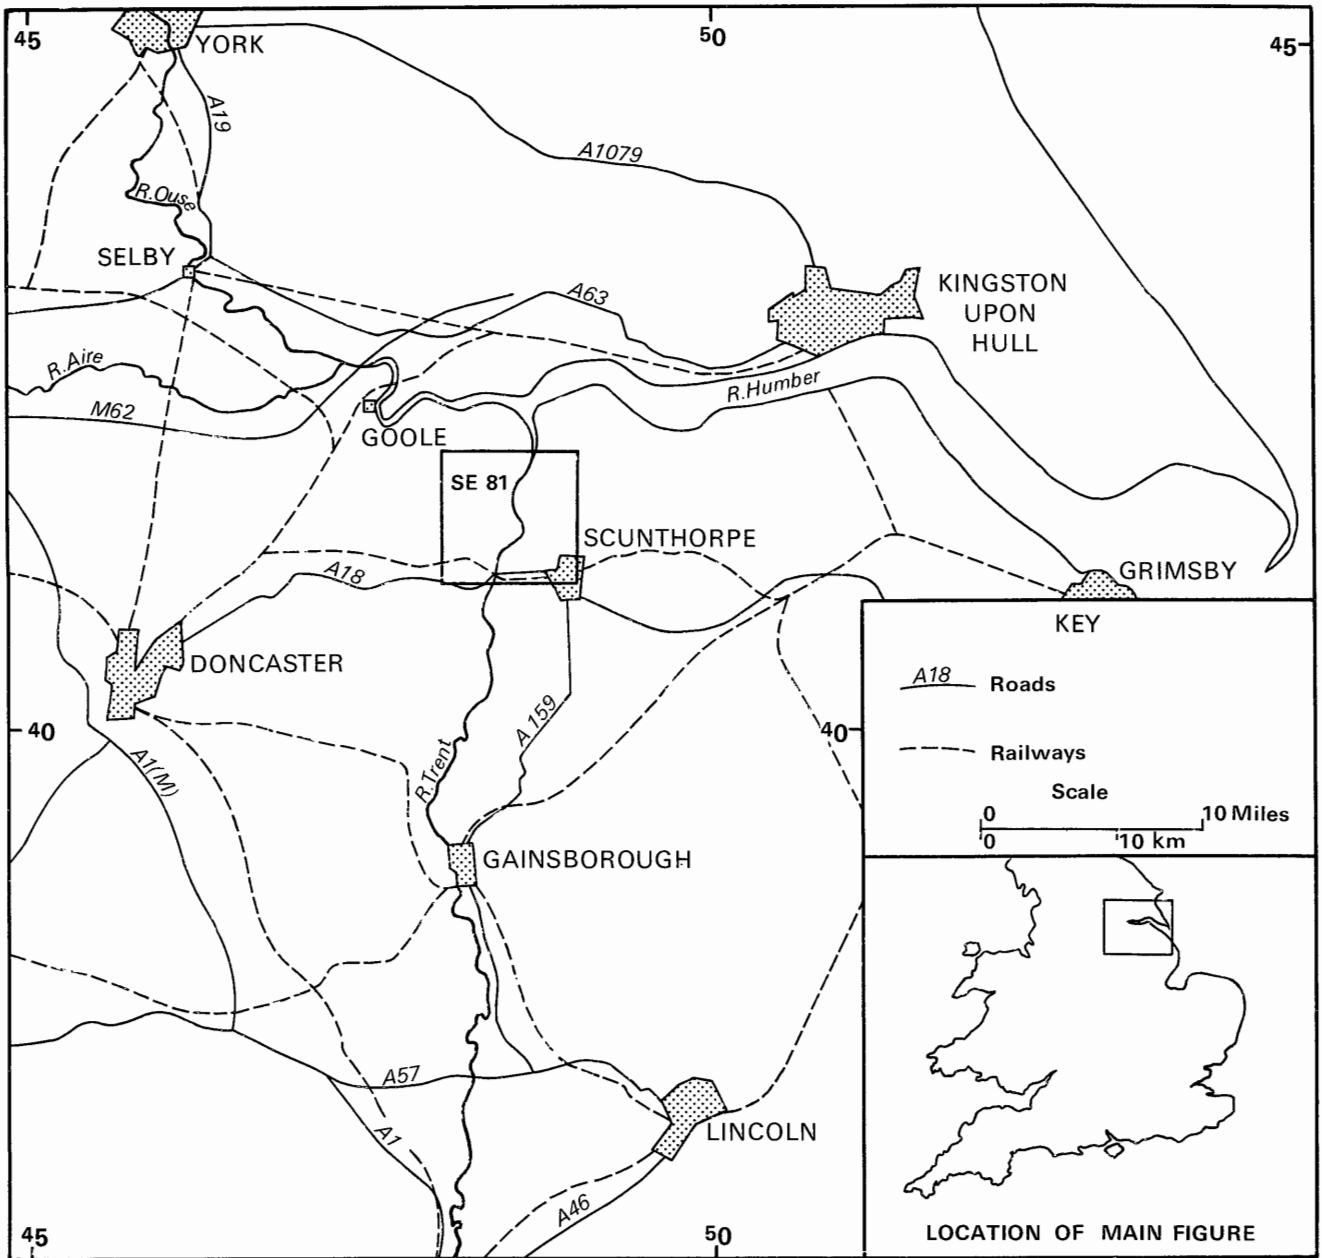 45
50
45
YORK
A19
A1079
R.Ouse
SELBY
A63
KINGSTON
UPON
HULL
R.Aire
M62
R.Humber
GOOLE
SE 81
SCUNTHORPE
A18
GRIMSBY
KEY
DONCASTER
A18 Roads
A 159
40
40
A1(M)
R.Trent
Railways
Scale
0 10 Miles
0 10 km
GAINSBOROUGH
A57
A1
LINCOLN
A46
45
50
LOCATION OF MAIN FIGURE